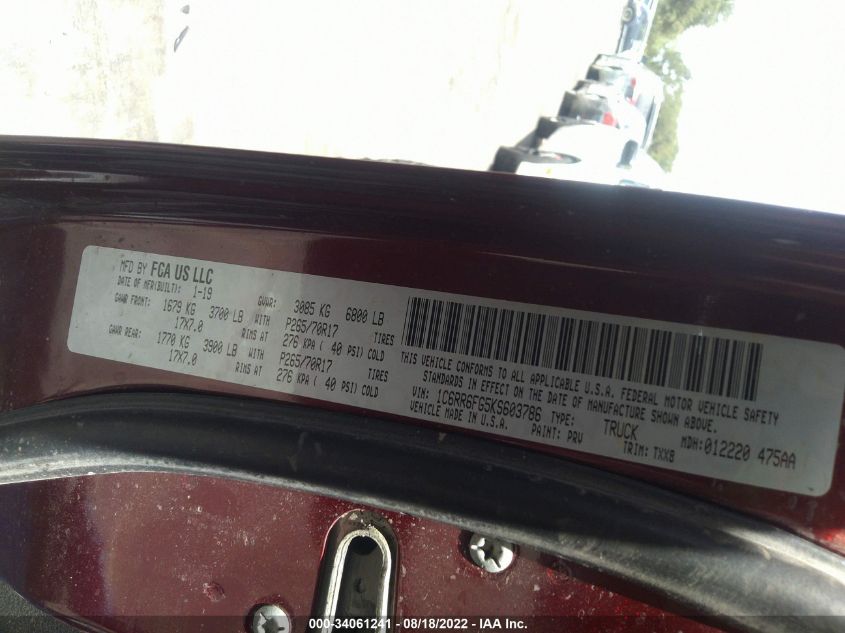 MFD BY FCA US LLC
DATE OF MFR(BUILT): 1-19 GVWR: 3085 KG 6800 LB
GAWR FRONT: 1679 KG 3700 LB WITH P265/70R17 TIRES
17X7.0 RIMS AT 276 KPA ( 40 PSI) COLD
GAWR REAR: 1770 KG 3900 LB WITH P265/70R17 TIRES
17X7.0 RIMS AT 276 KPA ( 40 PSI) COLD
THIS VEHICLE CONFORMS TO ALL APPLICABLE U.S.A. FEDERAL MOTOR VEHICLE SAFETY
STANDARDS IN EFFECT ON THE DATE OF MANUFACTURE SHOWN ABOVE.
VIN: 1C6RR6FG5KS603786 TYPE: TRUCK MDH:012220 475AA
VEHICLE MADE IN U.S.A. PAINT: PRV TRIM: TXX8
000-34061241 - 08/18/2022 - IAA Inc.